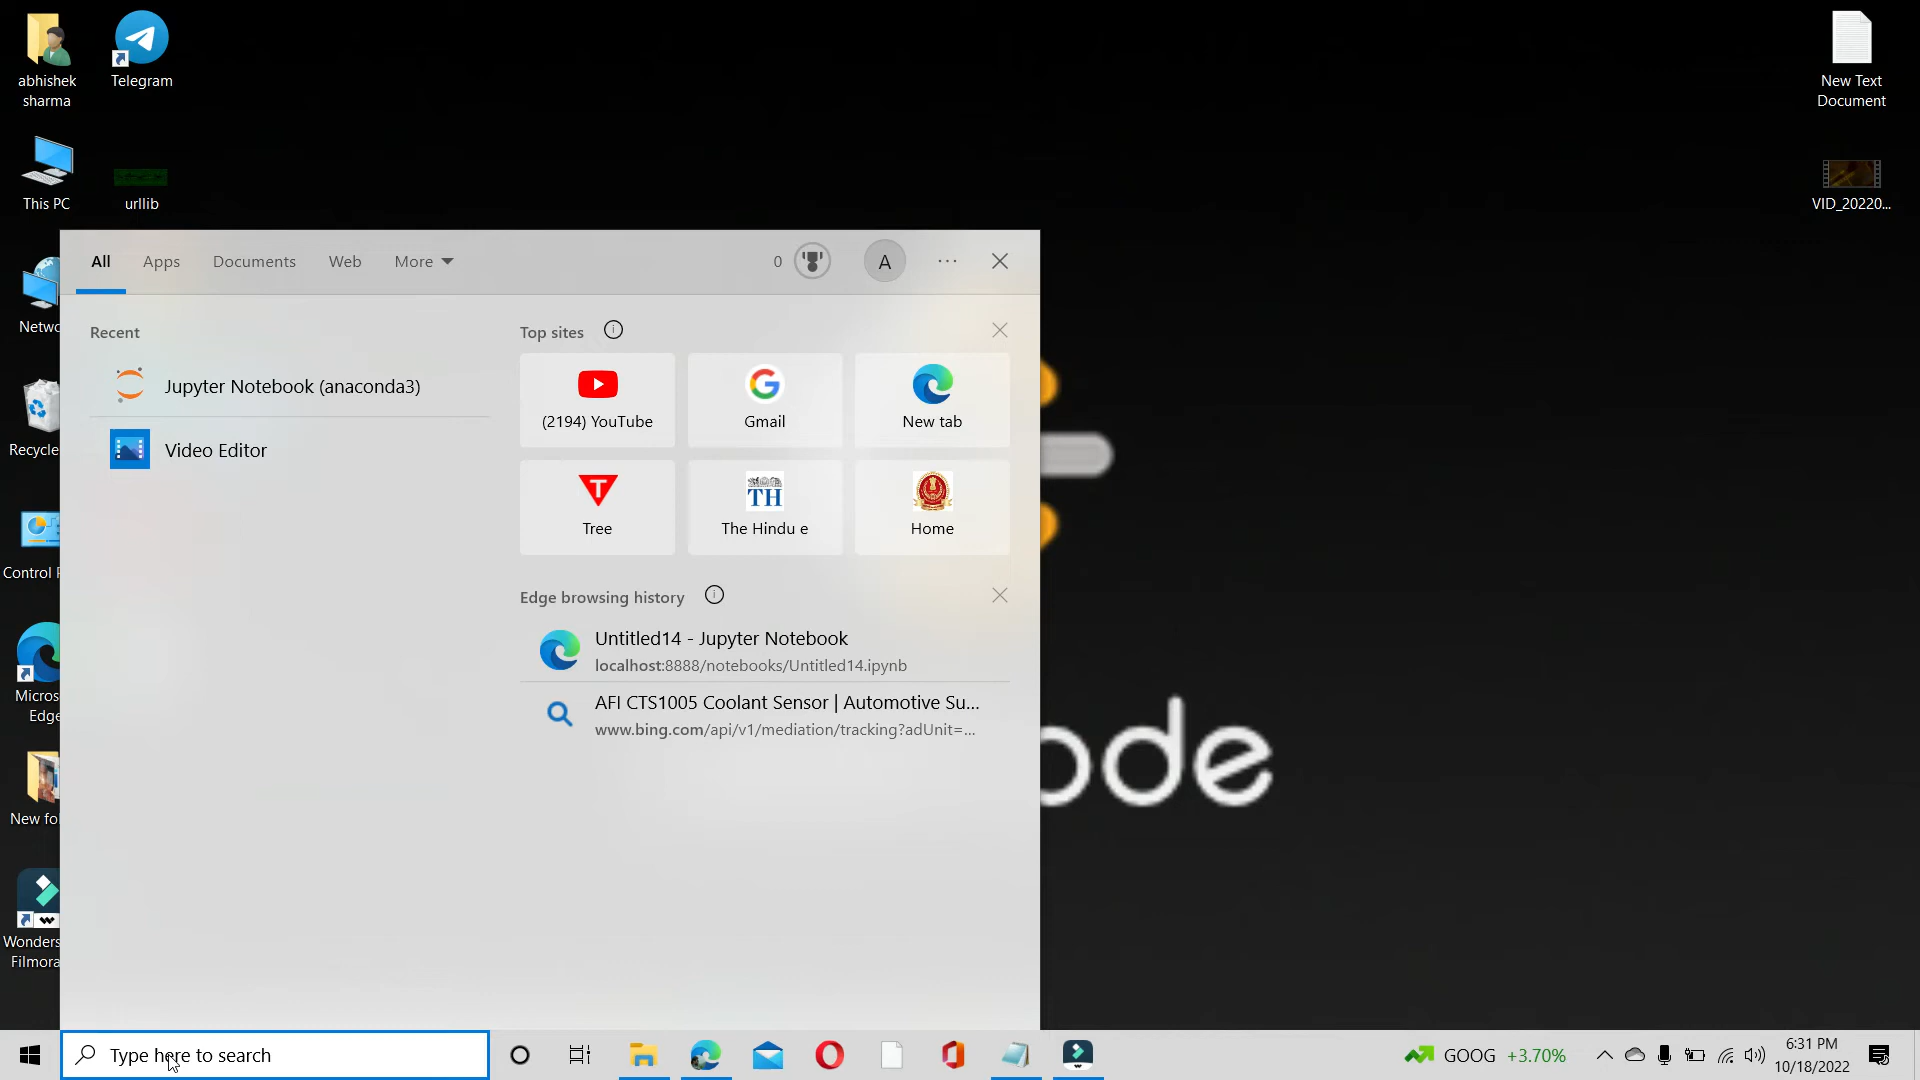 abhishek
sharma
Telegram
New Text
Document
This PC
urllib
VID_20220...
All
Apps
Documents
Web
More
0
A
...
Netwo
Recent
Top sites
Jupyter Notebook (anaconda3)
Video Editor
(2194) YouTube
Gmail
New tab
Tree
The Hindu e
Home
Recycle
Control P
Edge browsing history
Untitled14 - Jupyter Notebook
localhost:8888/notebooks/Untitled14.ipynb
AFI CTS1005 Coolant Sensor | Automotive Su...
www.bing.com/api/v1/mediation/tracking?adUnit=...
Micros
Edge
ode
New fo
Wonders
Filmora
Type here to search
GOOG +3.70%
6:31 PM
10/18/2022